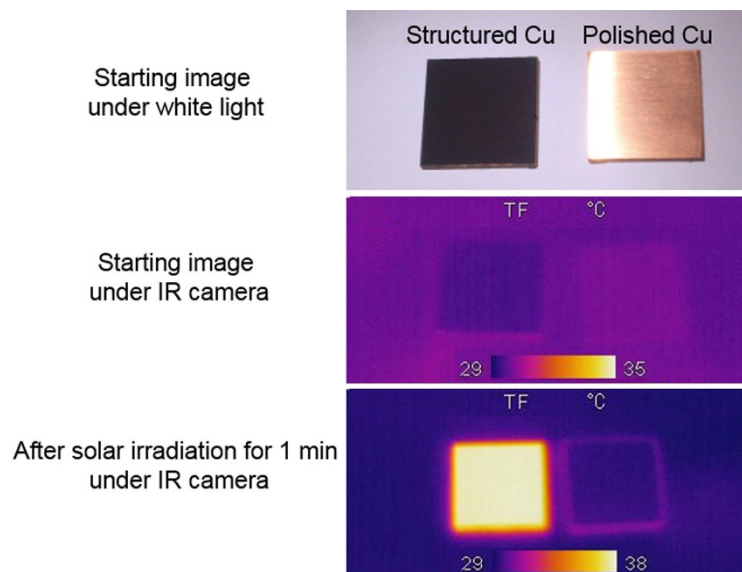 Structured Cu Polished Cu
Starting image
under white light
TF °C
Starting image
under IR camera
29 35
TF °C
After solar irradiation for 1 min
under IR camera
29 38